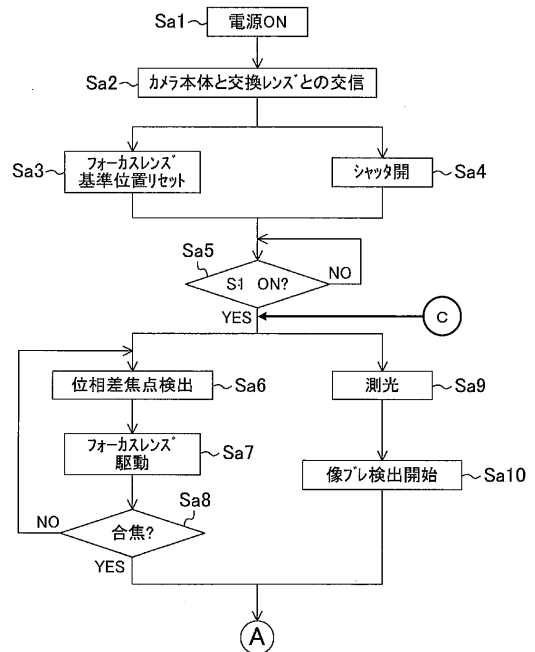 Sa1 電源ON
Sa2 カメラ本体と交換レンズとの交信
Sa3 フォーカスレンズ
基準位置リセット
シャッタ開 Sa4
Sa5
S1 ON?
NO
YES
C
位相差焦点検出 Sa6
測光 Sa9
フォーカスレンズ
駆動 Sa7
像ブレ検出開始 Sa10
Sa8
NO 合焦?
YES
A